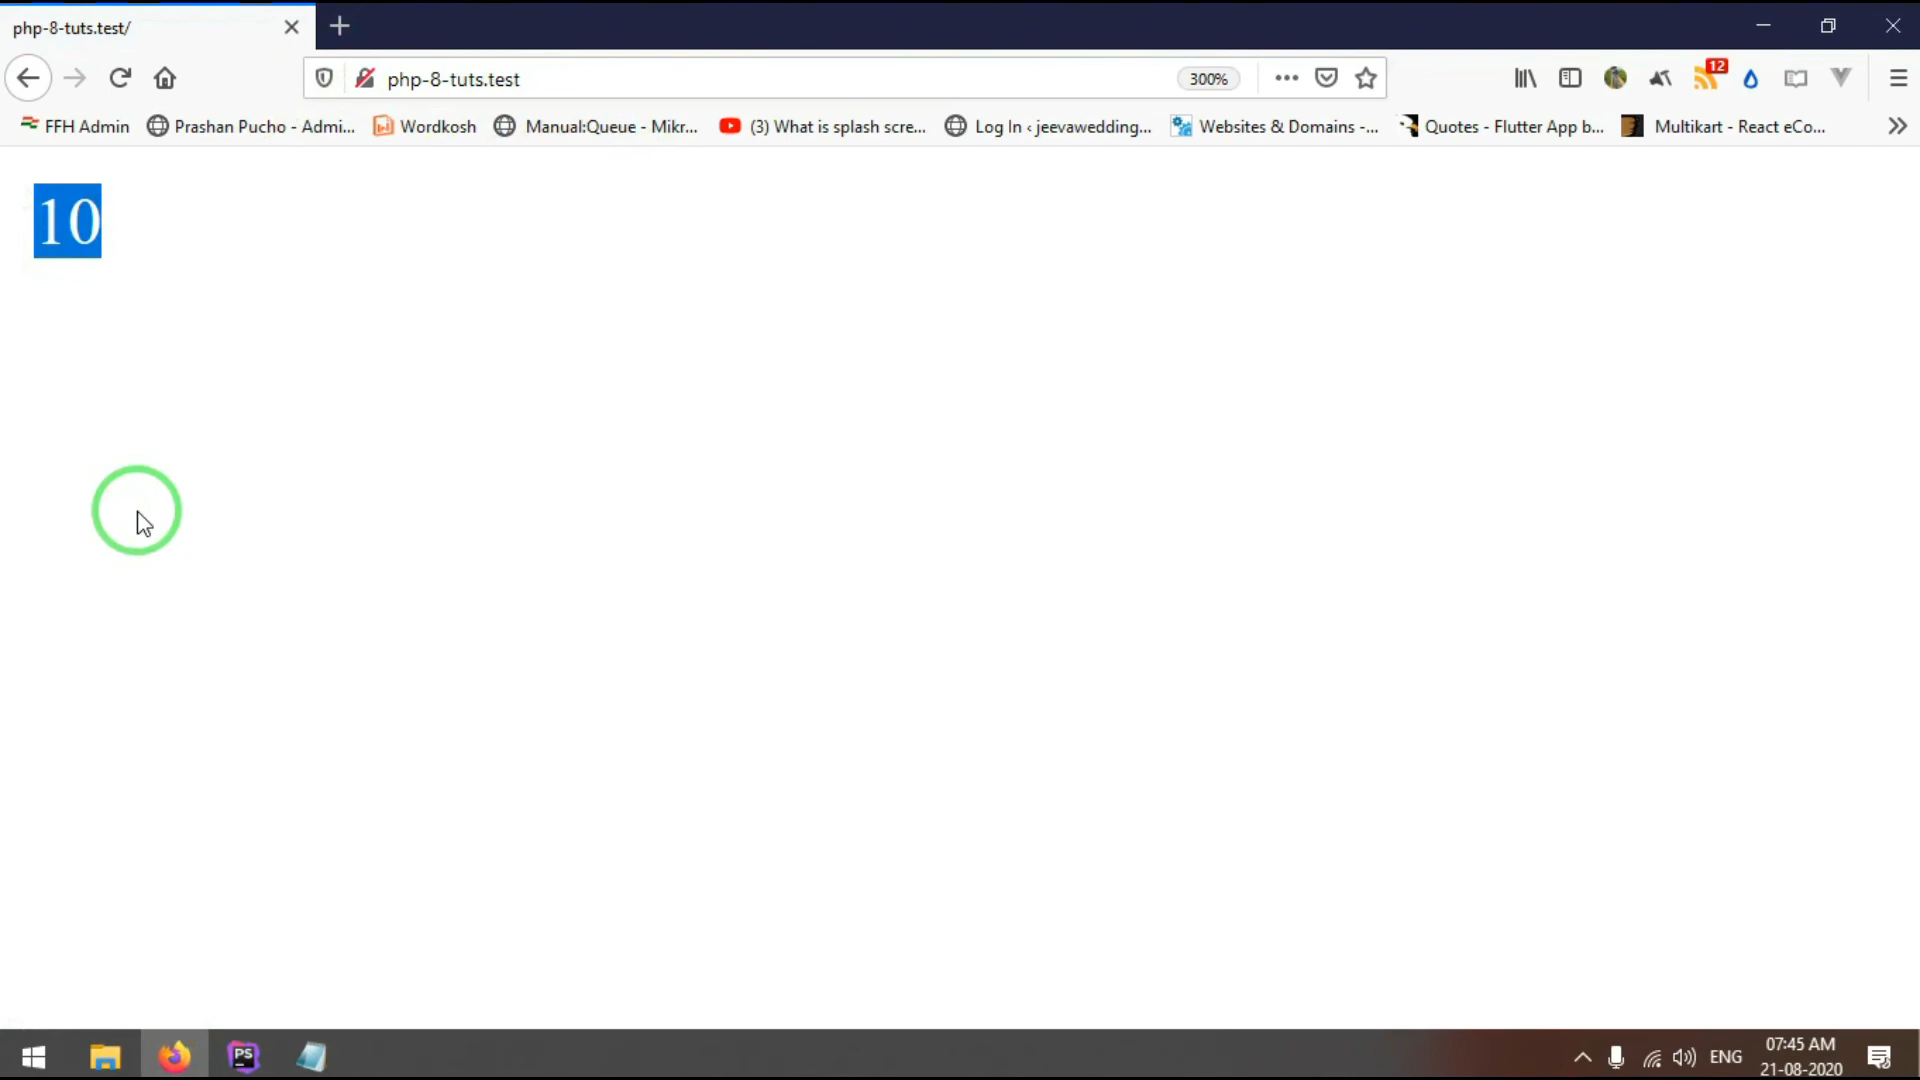 php-8-tuts.test/
php-8-tuts.test
300%
12
FFH Admin
Prashan Pucho - Admi...
Wordkosh
Manual:Queue - Mikr...
(3) What is splash scre...
Log In ‹ jeevawedding...
Websites & Domains -...
Quotes - Flutter App b...
Multikart - React eCo...
10
PS
ENG
07:45 AM
21-08-2020